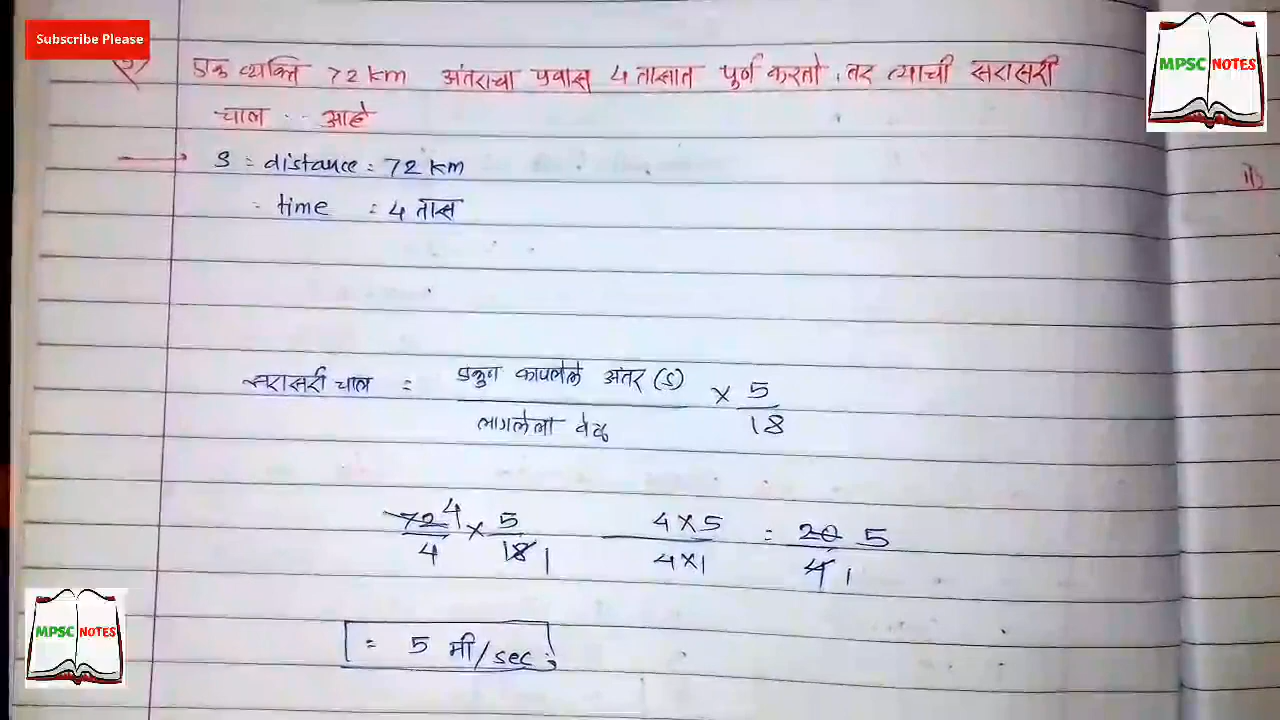 Subscribe Please
MPSC NOTES
एक व्यक्ति 72 km अंतराचा प्रवास 4 तासात पूर्ण करतो, तर त्याची सरासरी
चाल .. आहे
S = distance = 72 km
= time = 4 तास
सरासरी चाल = एकुण कापलेले अंतर (S) × 5
लागलेला वेळ 18
72 4 × 5 4 × 5 = 20 5
4 18 1 4 × 1 4 1
= 5 मी/sec
MPSC NOTES